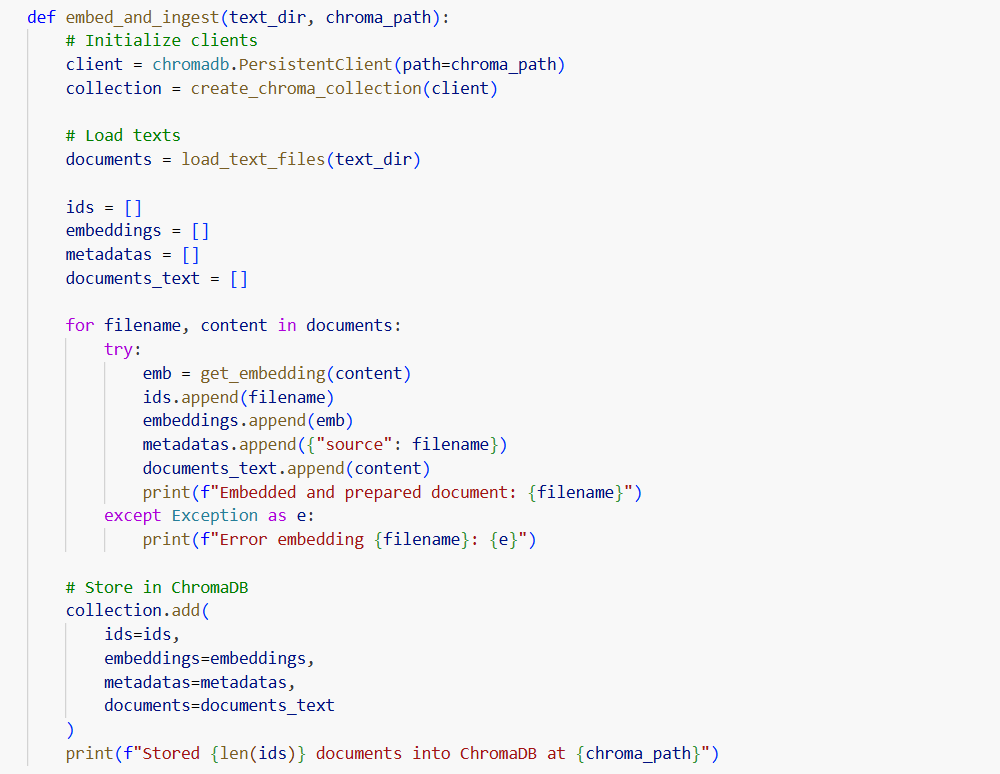 def embed_and_ingest(text_dir, chroma_path):
    # Initialize clients
    client = chromadb.PersistentClient(path=chroma_path)
    collection = create_chroma_collection(client)

    # Load texts
    documents = load_text_files(text_dir)

    ids = []
    embeddings = []
    metadatas = []
    documents_text = []

    for filename, content in documents:
        try:
            emb = get_embedding(content)
            ids.append(filename)
            embeddings.append(emb)
            metadatas.append({"source": filename})
            documents_text.append(content)
            print(f"Embedded and prepared document: {filename}")
        except Exception as e:
            print(f"Error embedding {filename}: {e}")

    # Store in ChromaDB
    collection.add(
        ids=ids,
        embeddings=embeddings,
        metadatas=metadatas,
        documents=documents_text
    )
    print(f"Stored {len(ids)} documents into ChromaDB at {chroma_path}")